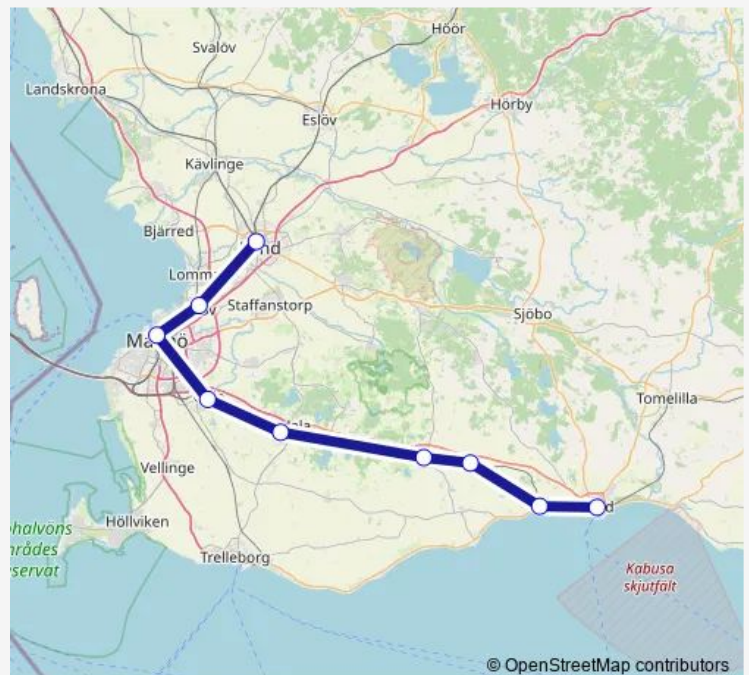 Höör
Svalöv
Landskrona
Hörby
Eslöv
Kävlinge
Bjärred
Staffanstorp
Sjöbo
Tomelilla
Vellinge
Höllviken
Trelleborg
Kabusa
skjutfält
© OpenStreetMap contributors